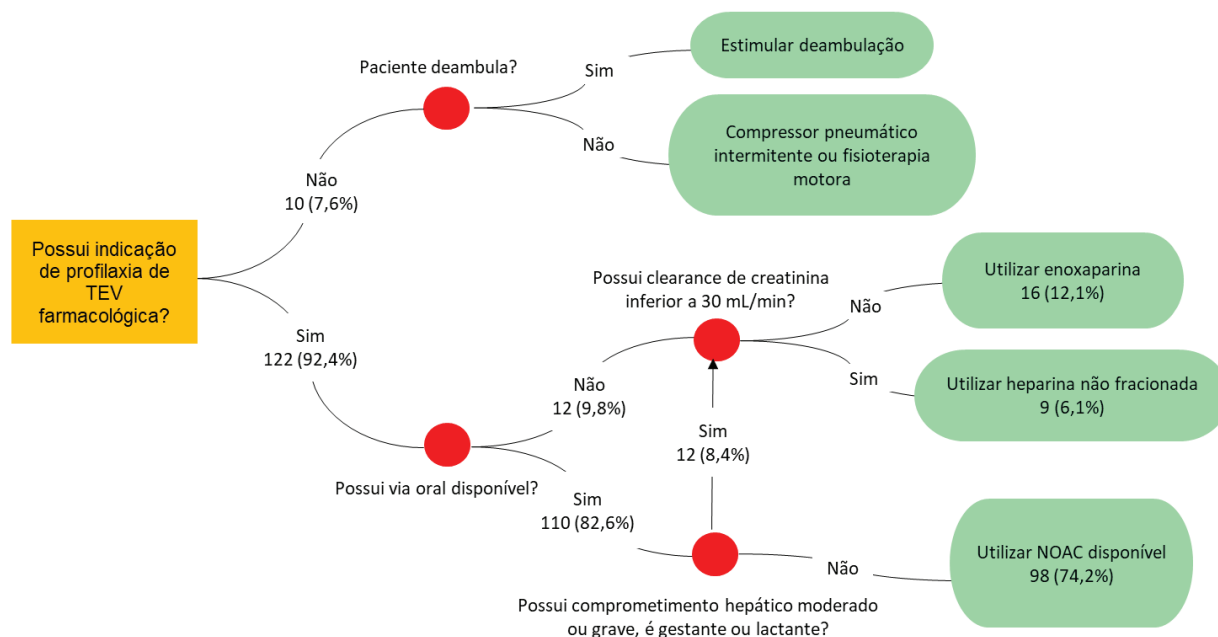 Estimular deambulação
Paciente deambula?
Sim
Não
Compressor pneumático
intermitente ou fisioterapia
motora
Não
10 (7,6%)
Possui indicação
de profilaxia de
TEV
farmacológica?
Sim
122 (92,4%)
Possui clearance de creatinina
inferior a 30 mL/min?
Não
Utilizar enoxaparina
16 (12,1%)
Sim
Utilizar heparina não fracionada
9 (6,1%)
Não
12 (9,8%)
Sim
12 (8,4%)
Possui via oral disponível?
Sim
110 (82,6%)
Não
Utilizar NOAC disponível
98 (74,2%)
Possui comprometimento hepático moderado
ou grave, é gestante ou lactante?